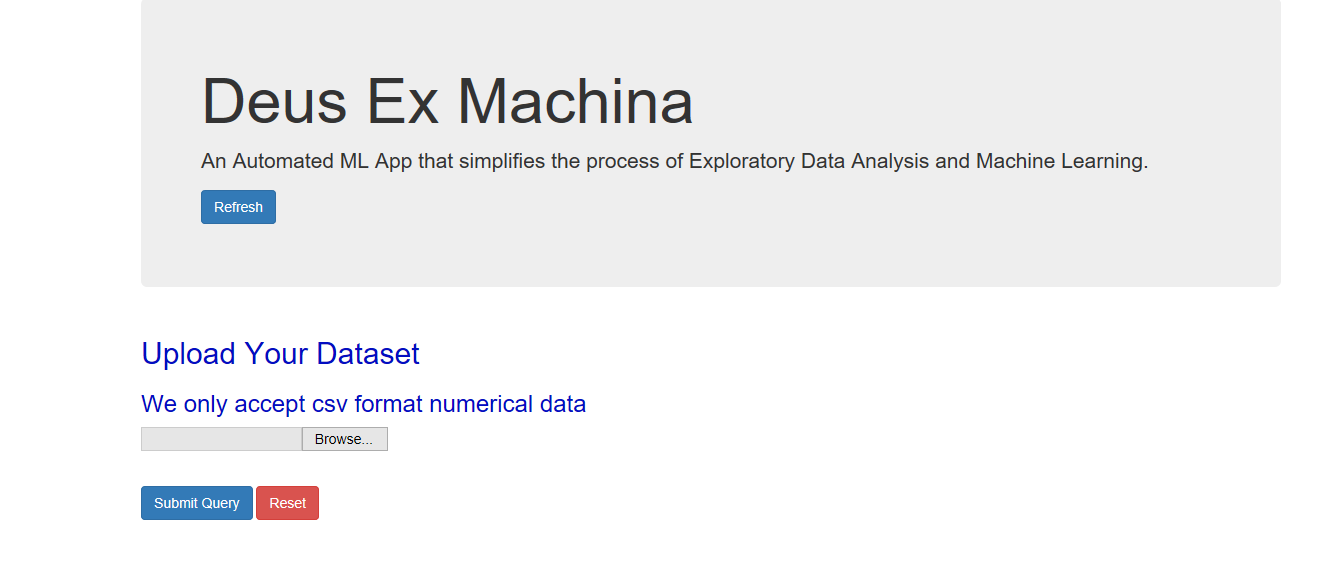 Deus Ex Machina
An Automated ML App that simplifies the process of Exploratory Data Analysis and Machine Learning.
Refresh
Upload Your Dataset
We only accept csv format numerical data
Browse...
Submit Query Reset